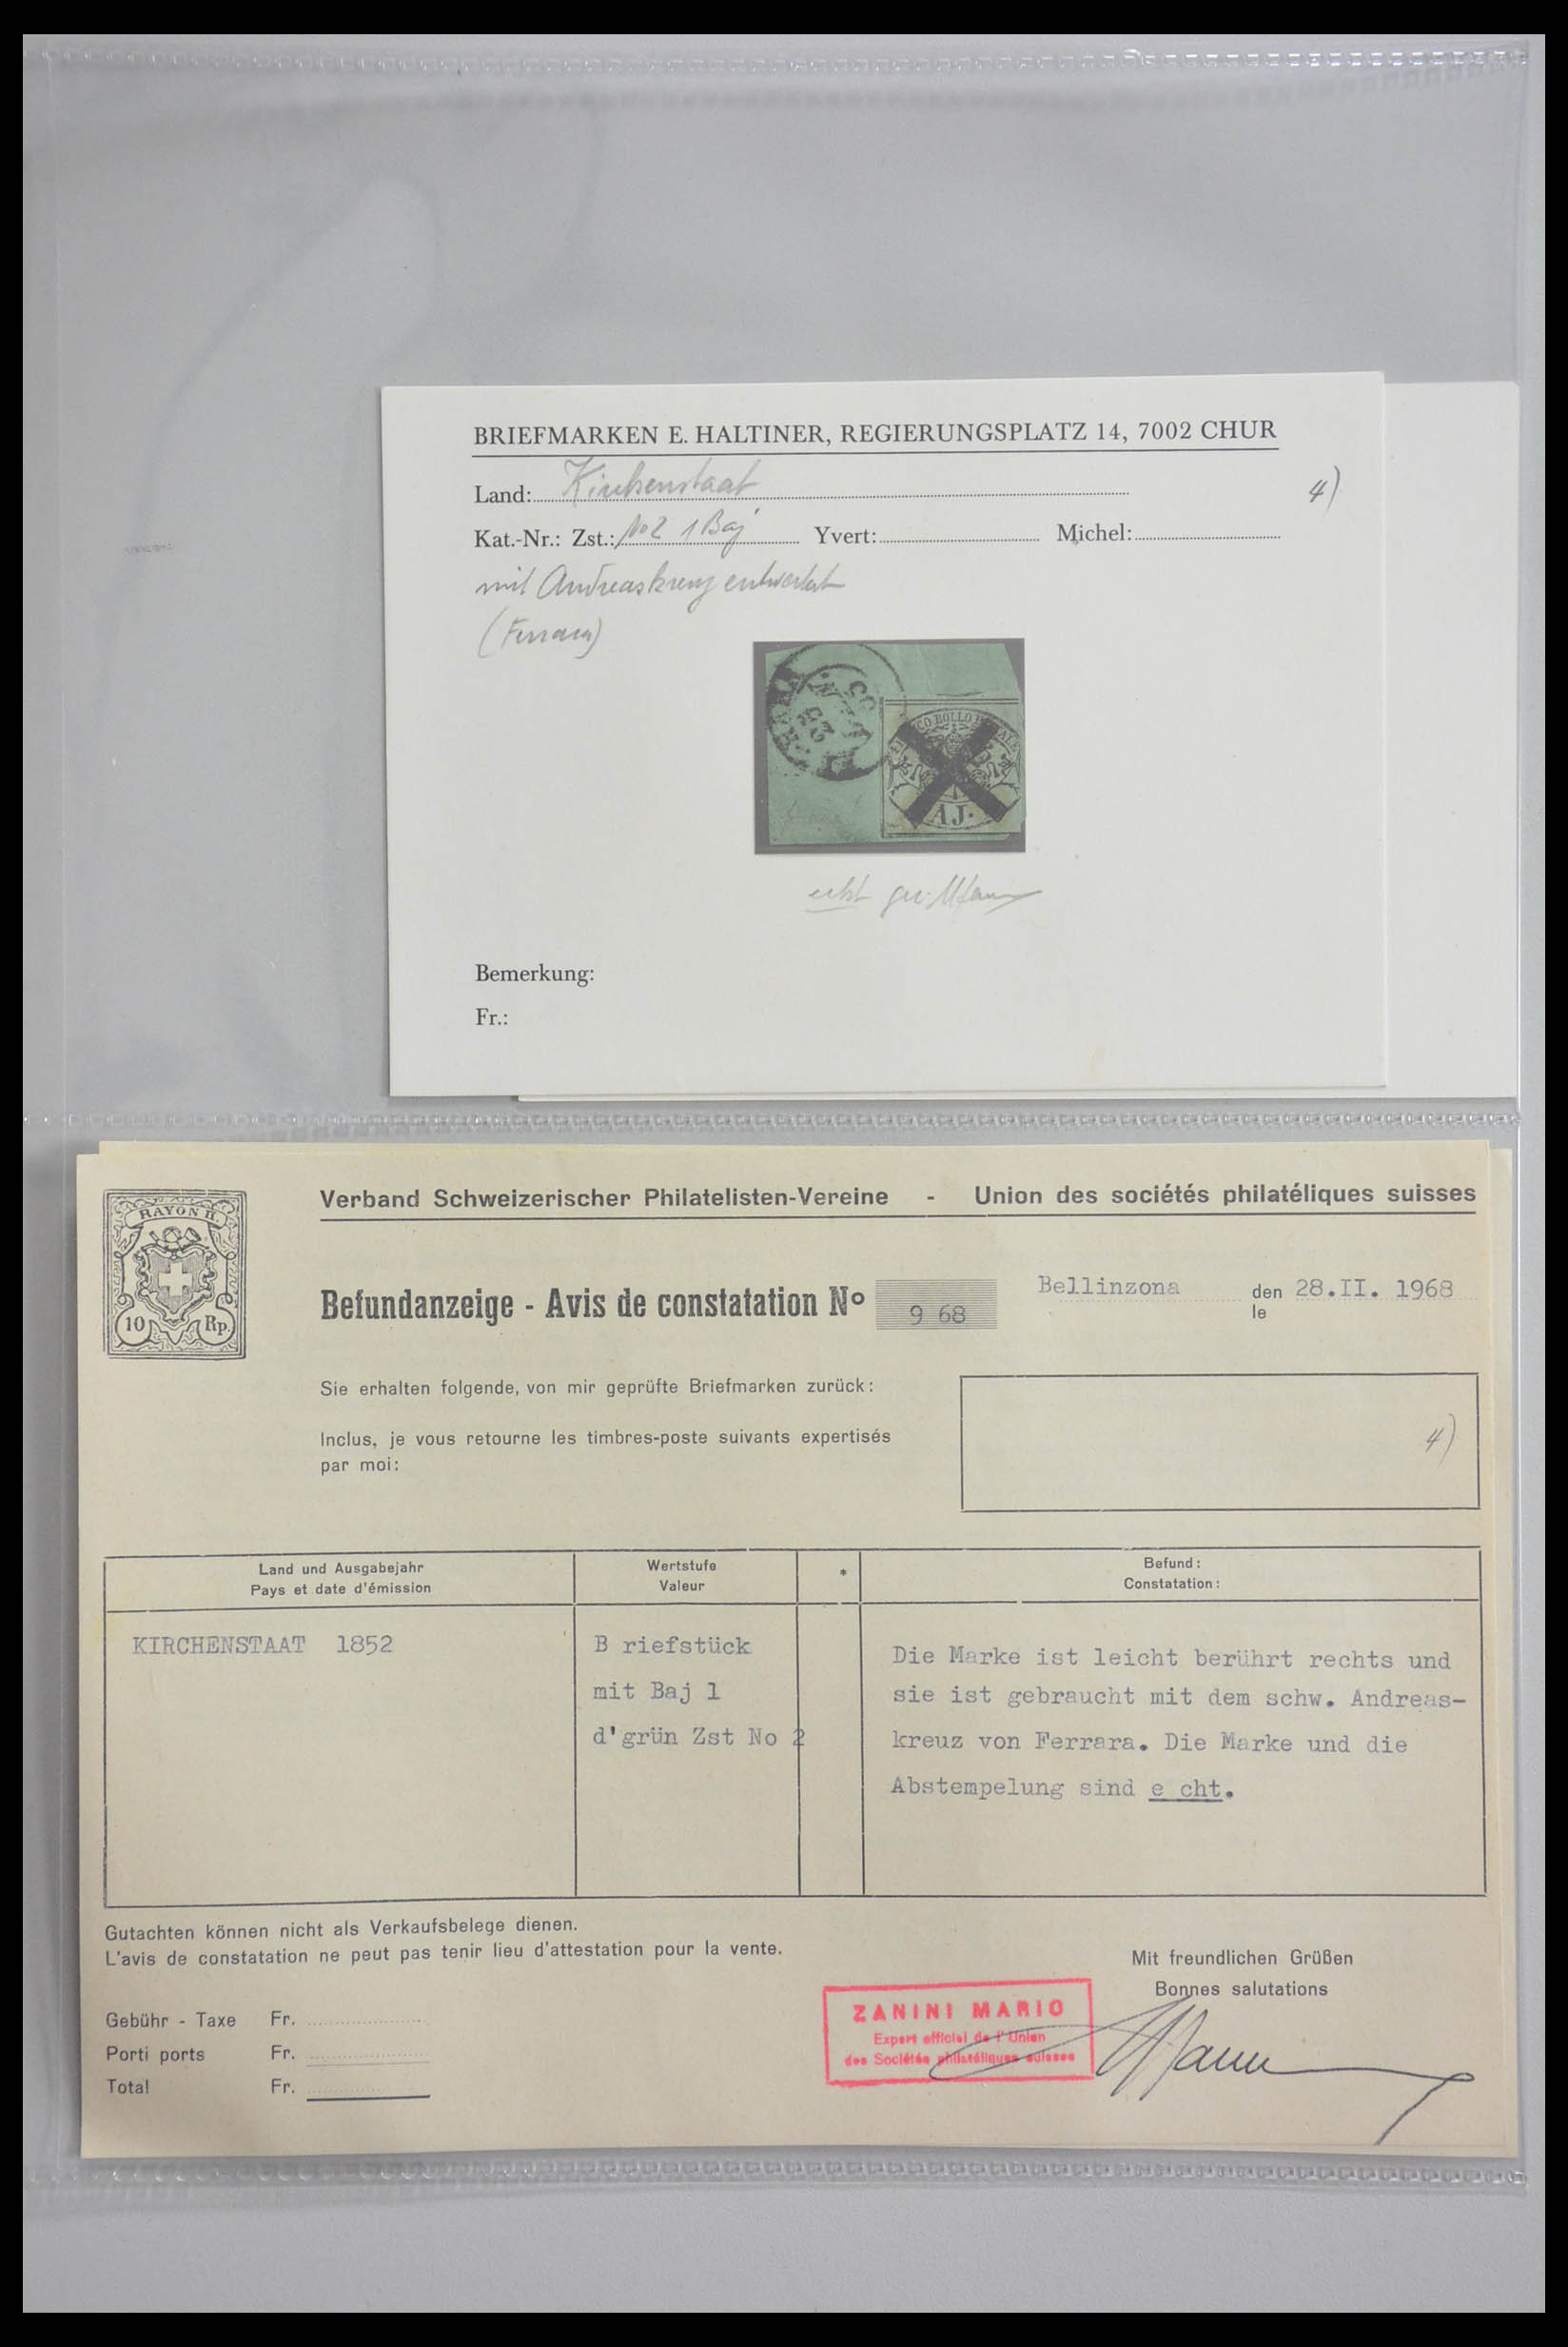 BRIEFMARKEN E. HALTINER, REGIERUNGSPLATZ 14, 7002 CHUR
Land: Kirchenstaat
4)
Kat.-Nr.: Zst.: No 2 1 Baj Yvert: Michel:
mit Andreaskreuz entwertet
(Ferrara)
CO BOLLO
AJ.
echt
Bemerkung:
Fr.:
RAYON II.
10 Rp.
Verband Schweizerischer Philatelisten-Vereine - Union des sociétés philatéliques suisses
Befundanzeige - Avis de constatation No 9 68
Bellinzona den 28.II. 1968
le
Sie erhalten folgende, von mir geprüfte Briefmarken zurück:
Inclus, je vous retourne les timbres-poste suivants expertisés
par moi:
4)
Land und Ausgabejahr
Pays et date d'émission
Wertstufe
Valeur
*
Befund:
Constatation:
KIRCHENSTAAT 1852
B riefstück
mit Baj 1
d'grün Zst No 2
Die Marke ist leicht berührt rechts und
sie ist gebraucht mit dem schw. Andreas-
kreuz von Ferrara. Die Marke und die
Abstempelung sind e cht.
Gutachten können nicht als Verkaufsbelege dienen.
L'avis de constatation ne peut pas tenir lieu d'attestation pour la vente.
Mit freundlichen Grüßen
Bonnes salutations
Gebühr - Taxe Fr.
Porti ports Fr.
Total Fr.
ZANINI MARIO
Expert officiel de l'Union
des Sociétés philatéliques suisses